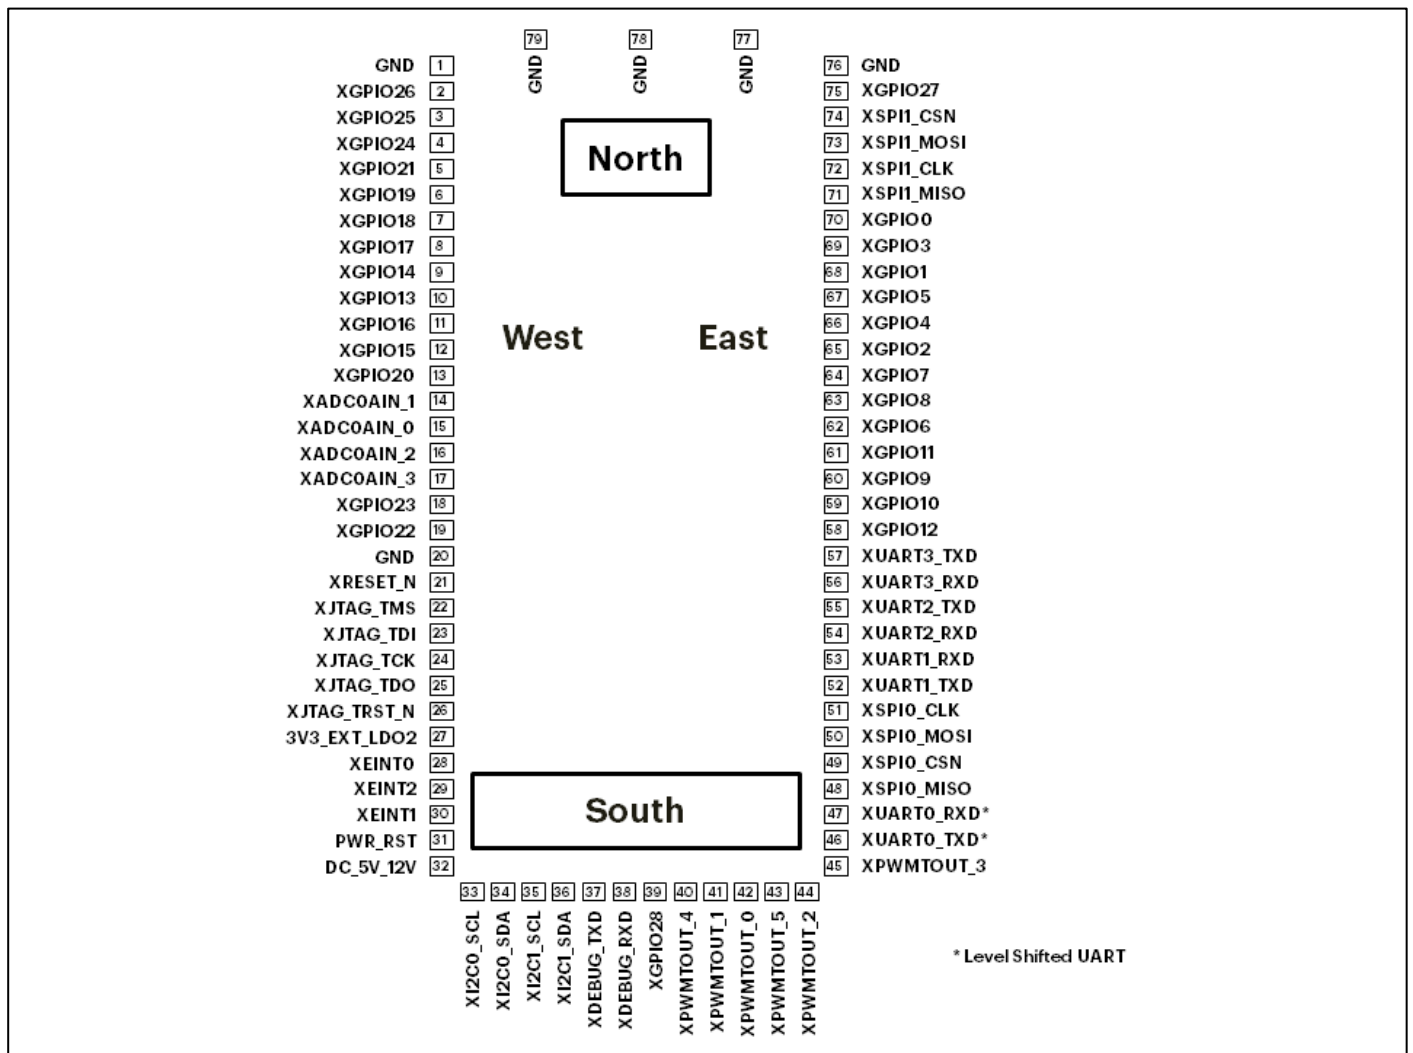 79 78 77
GND GND GND
GND 1 76 GND
XGPIO26 2 75 XGPIO27
XGPIO25 3 74 XSPI1_CSN
XGPIO24 4 73 XSPI1_MOSI
XGPIO21 5 72 XSPI1_CLK
XGPIO19 6 71 XSPI1_MISO
XGPIO18 7 70 XGPIO0
XGPIO17 8 69 XGPIO3
XGPIO14 9 68 XGPIO1
XGPIO13 10 67 XGPIO5
XGPIO16 11 66 XGPIO4
XGPIO15 12 65 XGPIO2
XGPIO20 13 64 XGPIO7
XADC0AIN_1 14 63 XGPIO8
XADC0AIN_0 15 62 XGPIO6
XADC0AIN_2 16 61 XGPIO11
XADC0AIN_3 17 60 XGPIO9
XGPIO23 18 59 XGPIO10
XGPIO22 19 58 XGPIO12
GND 20 57 XUART3_TXD
XRESET_N 21 56 XUART3_RXD
XJTAG_TMS 22 55 XUART2_TXD
XJTAG_TDI 23 54 XUART2_RXD
XJTAG_TCK 24 53 XUART1_RXD
XJTAG_TDO 25 52 XUART1_TXD
XJTAG_TRST_N 26 51 XSPI0_CLK
3V3_EXT_LDO2 27 50 XSPI0_MOSI
XEINT0 28 49 XSPI0_CSN
XEINT2 29 48 XSPI0_MISO
XEINT1 30 47 XUART0_RXD*
PWR_RST 31 46 XUART0_TXD*
DC_5V_12V 32 45 XPWMTOUT_3
North
West East
South
33 34 35 36 37 38 39 40 41 42 43 44
XI2C0_SCL
XI2C0_SDA
XI2C1_SCL
XI2C1_SDA
XDEBUG_TXD
XDEBUG_RXD
XGPIO28
XPWMTOUT_4
XPWMTOUT_1
XPWMTOUT_0
XPWMTOUT_5
XPWMTOUT_2
* Level Shifted UART